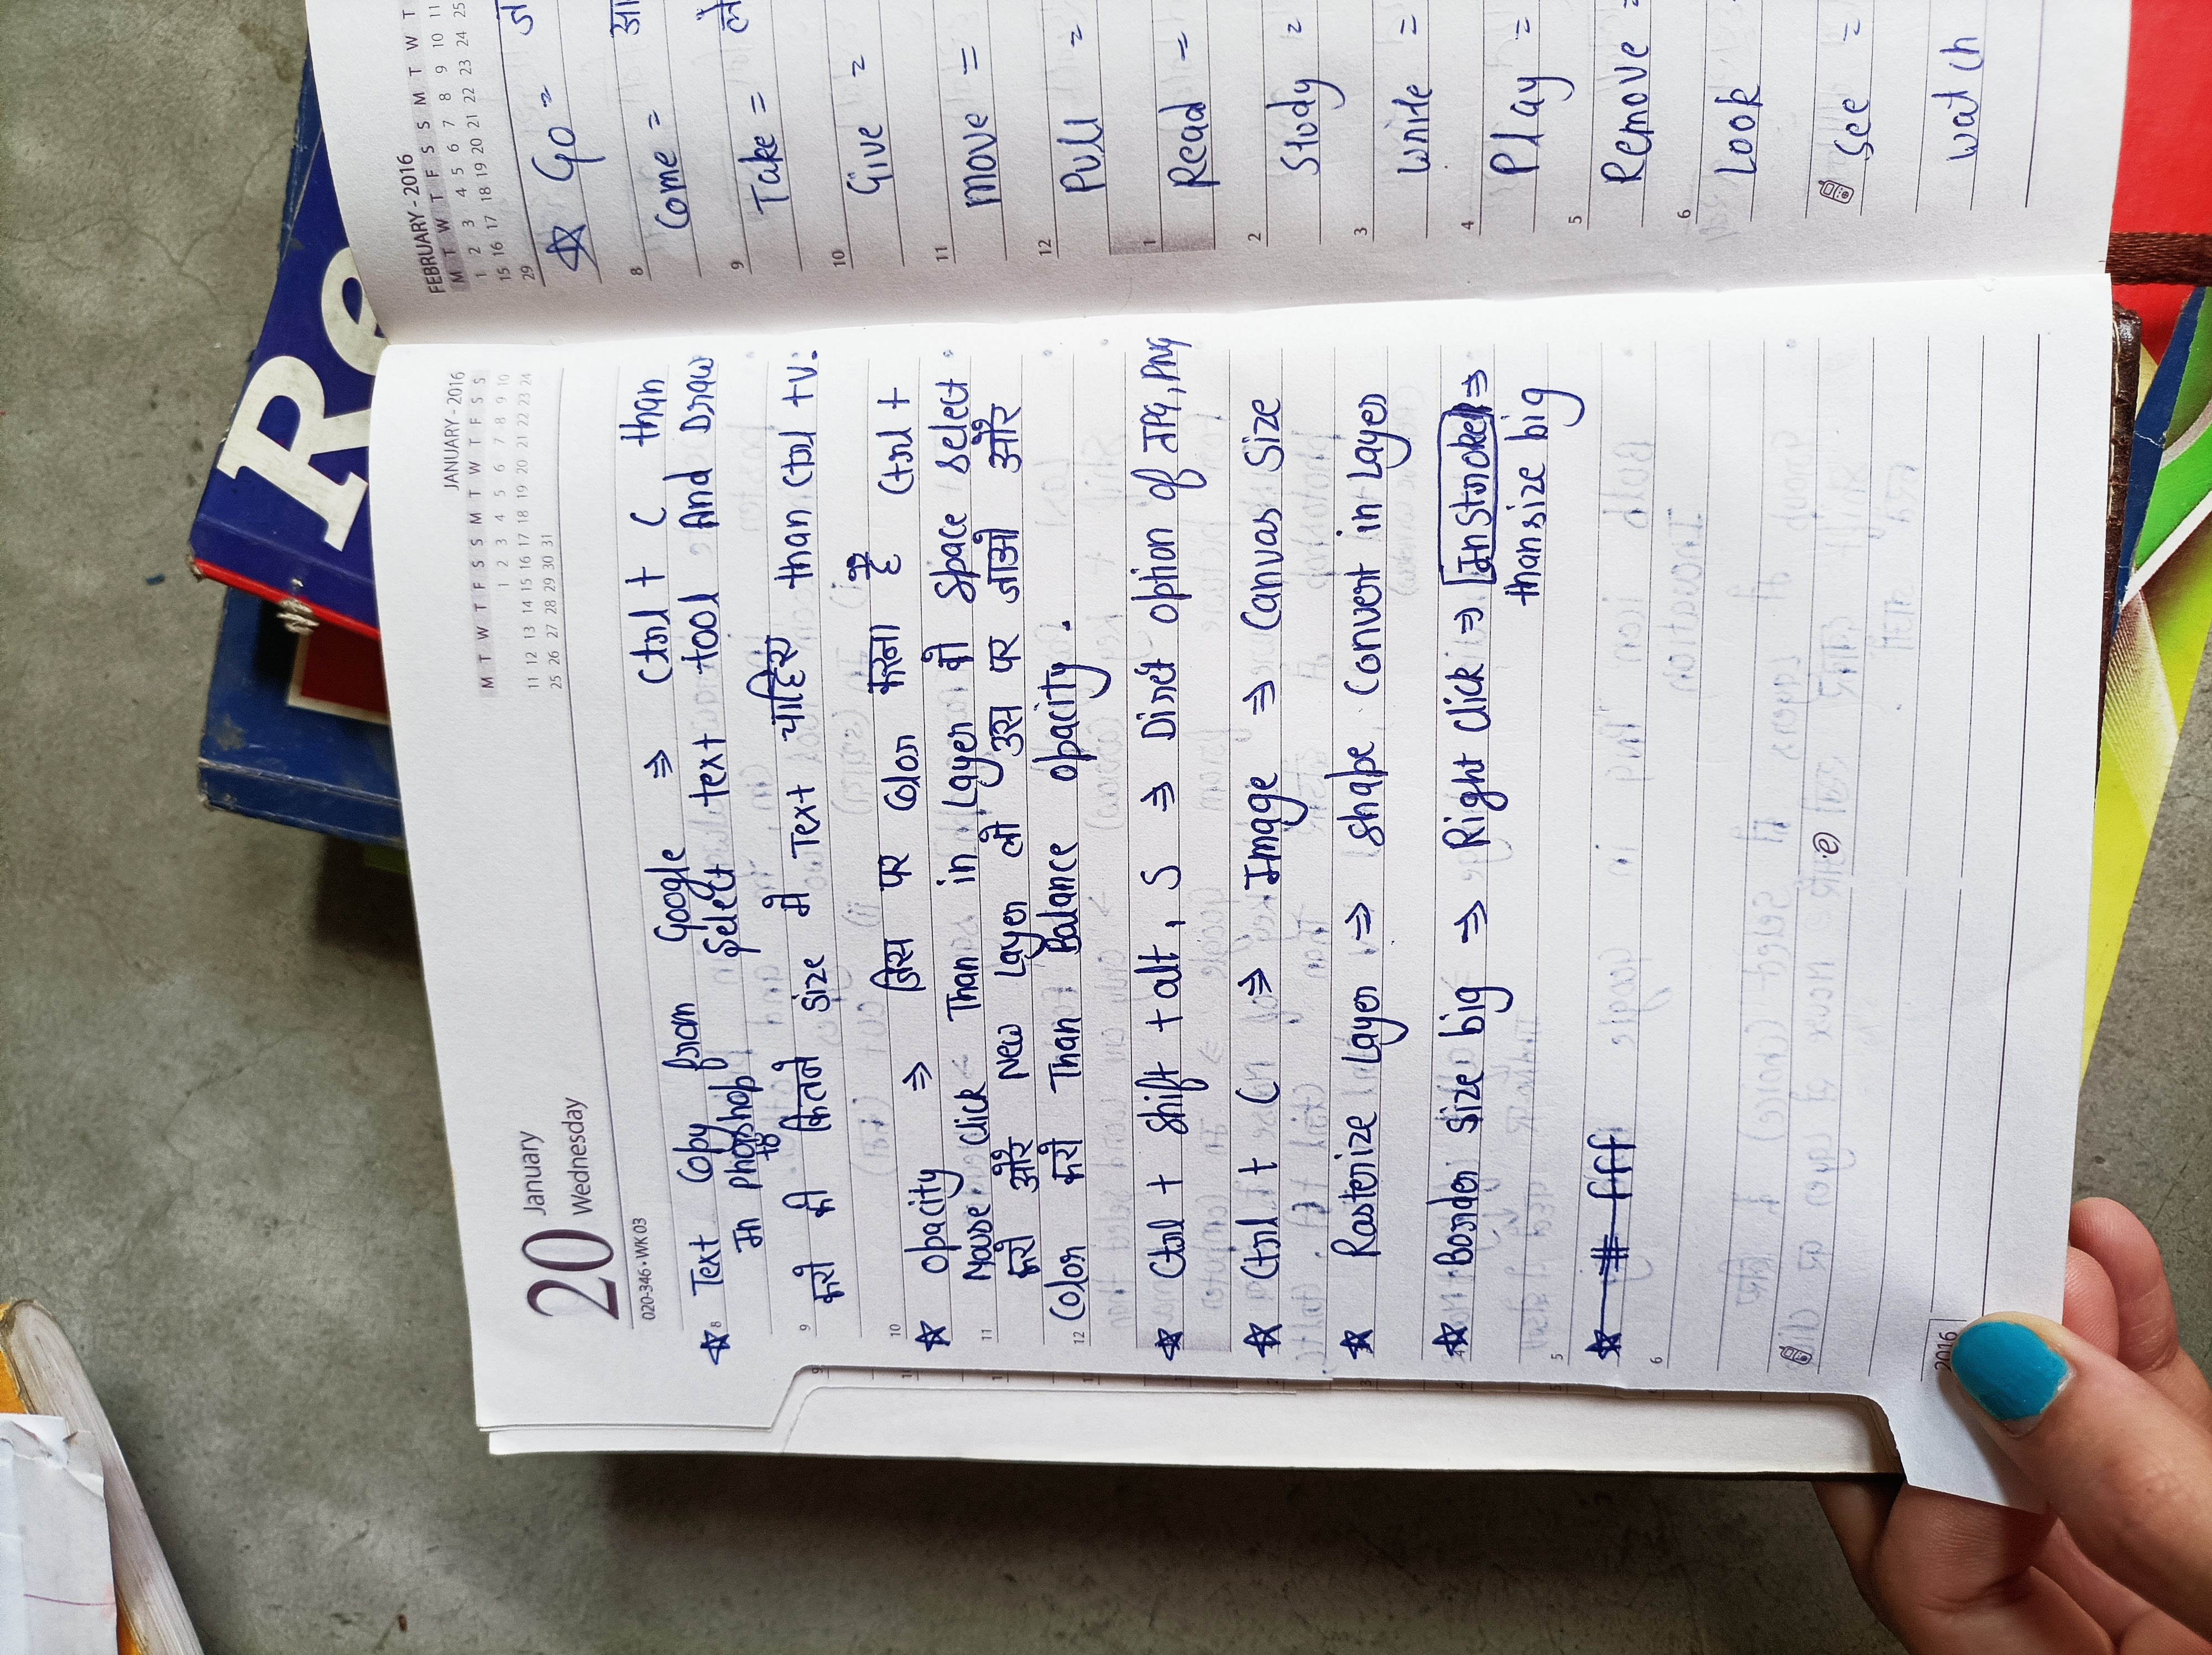 20 January
Wednesday
020-346 • WK 03
JANUARY - 2016
M T W T F S S M T W T F S S
1 2 3 4 5 6 7 8 9 10
11 12 13 14 15 16 17 18 19 20 21 22 23 24
25 26 27 28 29 30 31
8 Text Copy from Google ⇒ Ctrl + C than
In Photoshop Select text tool And Draw
करो की कितने size में Text चाहिए than Ctrl +V.
9
10
Opacity ⇒ जिस पर Color करना है Ctrl +
11 Mouse Click Than in Layer की Space select
करो और New Layer लो उस पर जाओ और
12 Color करो Than Balance opacity.
Ctrl + Shift + alt, S ⇒ Dirét option of JPG, PNG
Ctrl + C ⇒ Image ⇒ Canvas Size
Rasterize Layer ⇒ Shape Convert in Layer
4 Border Size big ⇒ Right Click ⇒ In Stroke ⇒
than size big
5
# fff
6
2016
FEBRUARY - 2016
M T W T F S S M T W T
1 2 3 4 5 6 7 8 9 10 11
15 16 17 18 19 20 21 22 23 24 25
29
Go =
8
Come =
9
Take =
10
Give =
11
Move =
12
Pull =
1
Read =
2
Study =
3
Write =
4
Play =
5
Remove =
6
Look
See =
watch
Re